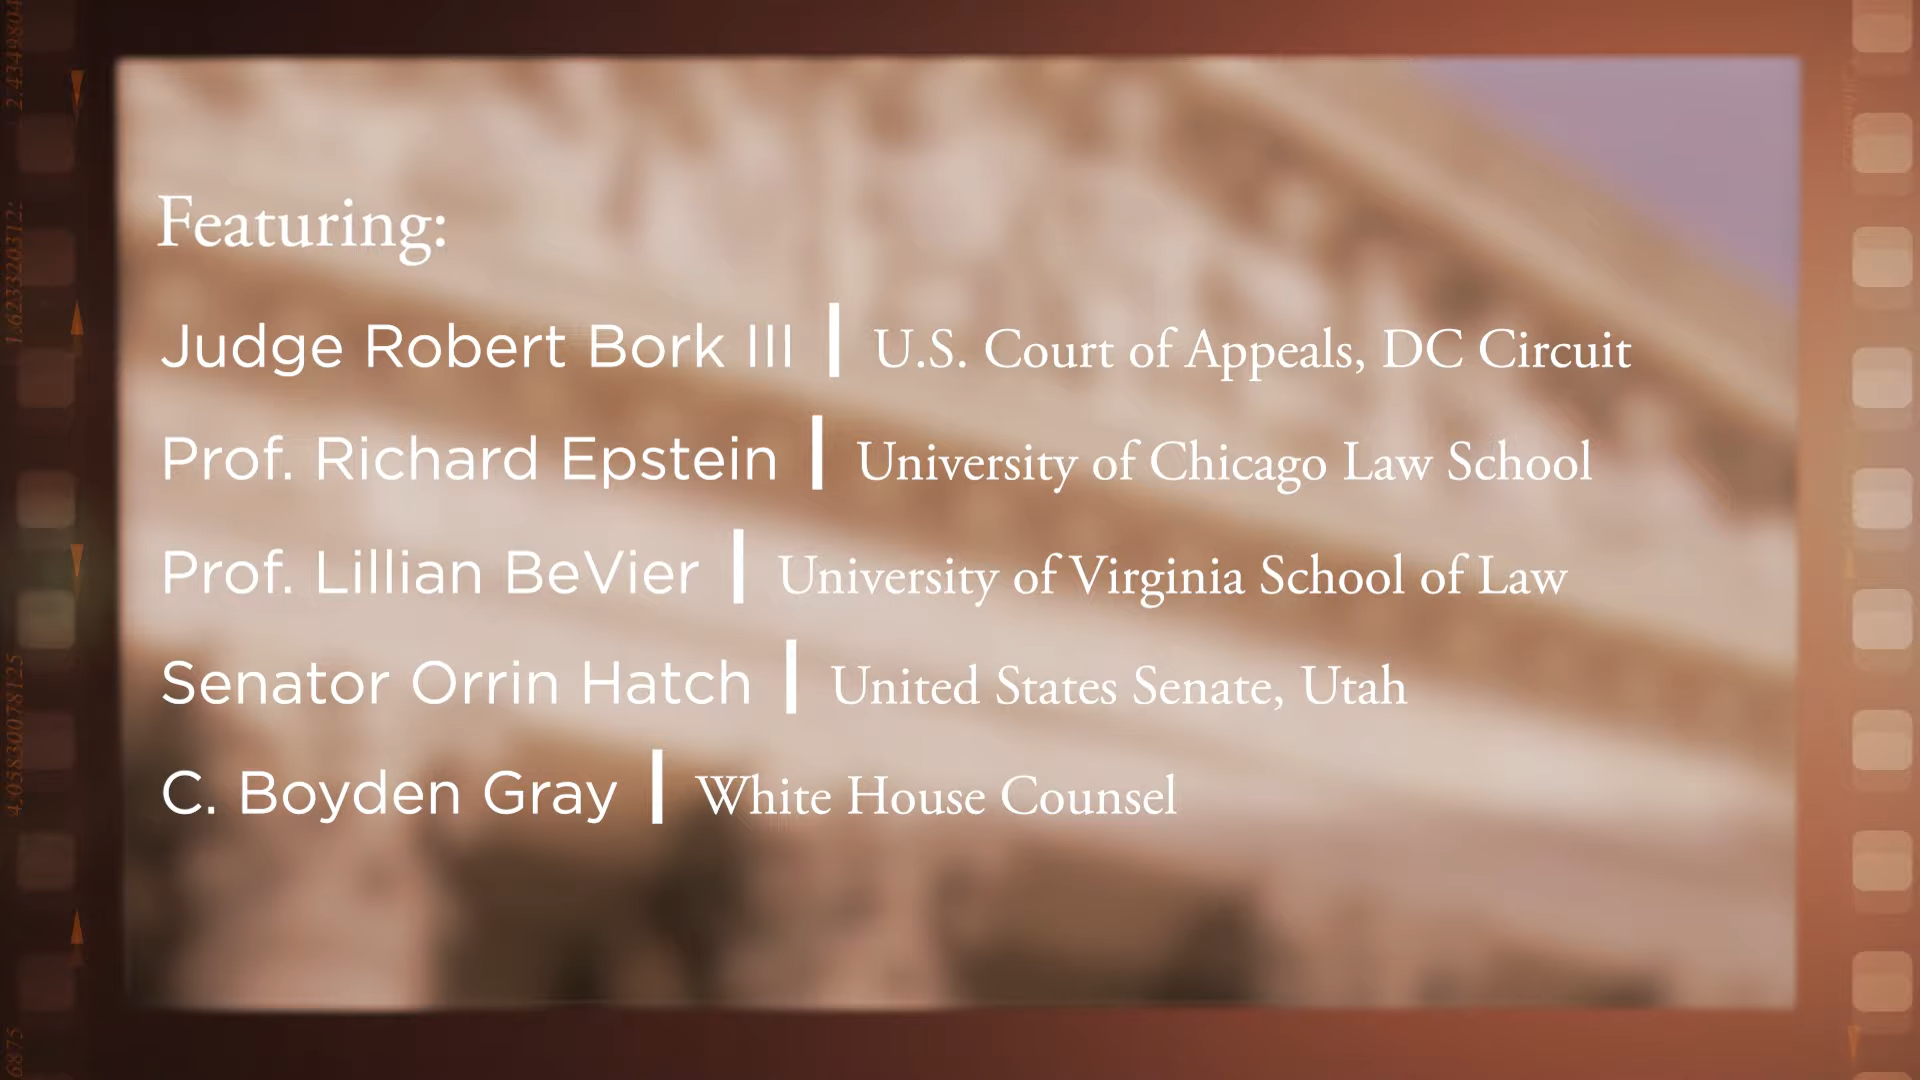 Featuring:
Judge Robert Bork III | U.S. Court of Appeals, DC Circuit
Prof. Richard Epstein | University of Chicago Law School
Prof. Lillian BeVier | University of Virginia School of Law
Senator Orrin Hatch | United States Senate, Utah
C. Boyden Gray | White House Counsel